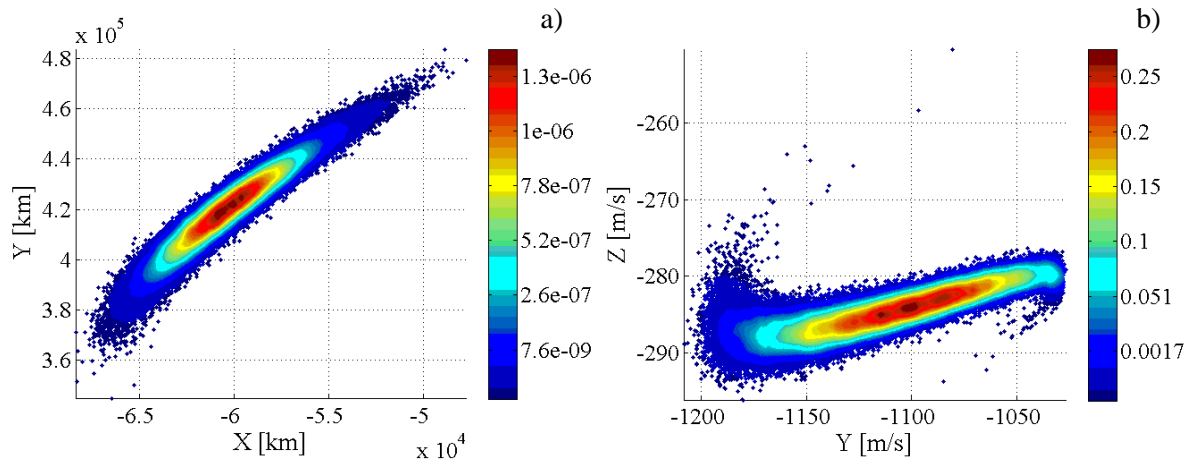 a)
x 10^5
4.8
4.6
4.4
4.2
4
3.8
3.6
Y [km]
-6.5
-6
-5.5
-5
-4
X [km]
x 10^4
1.3e-06
1e-06
7.8e-07
5.2e-07
2.6e-07
7.6e-09
b)
-260
-270
-280
-290
Z [m/s]
-1200
-1150
-1100
-1050
Y [m/s]
0.25
0.2
0.15
0.1
0.051
0.0017